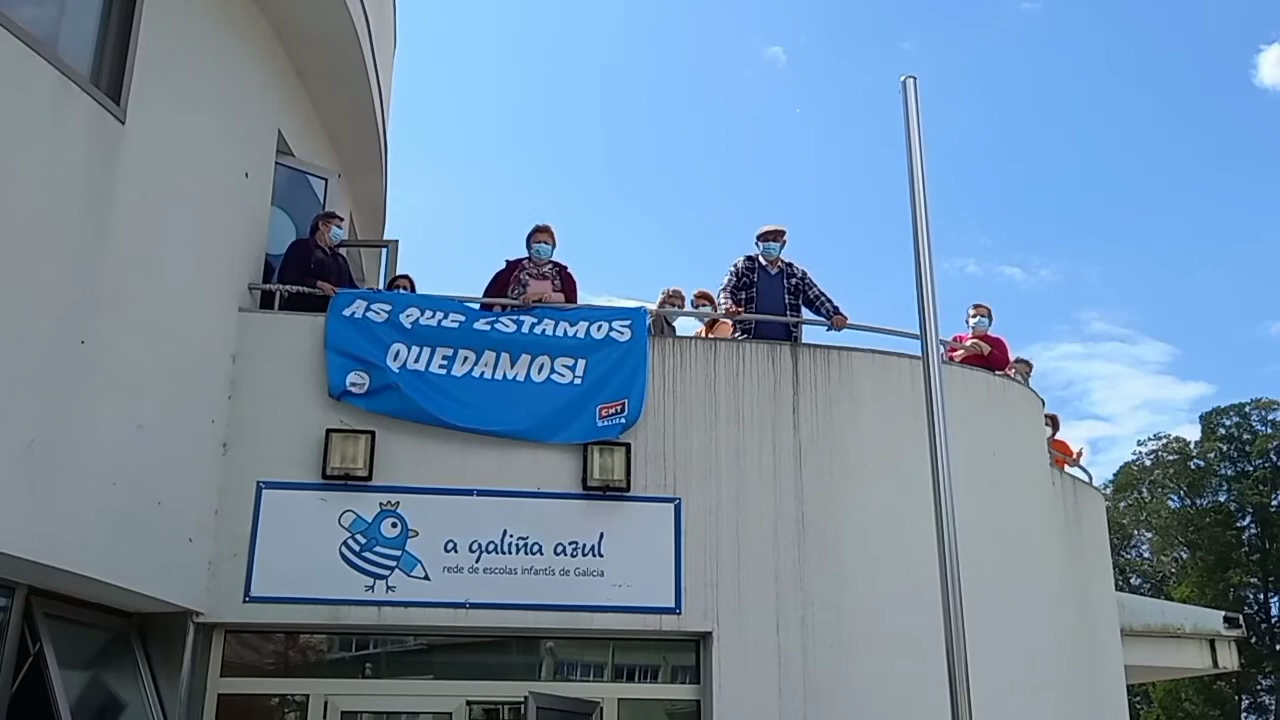 AS QUE ESTAMOS
QUEDAMOS!
CNT
GALIZA
a galiña azul
rede de escolas infantís de Galicia